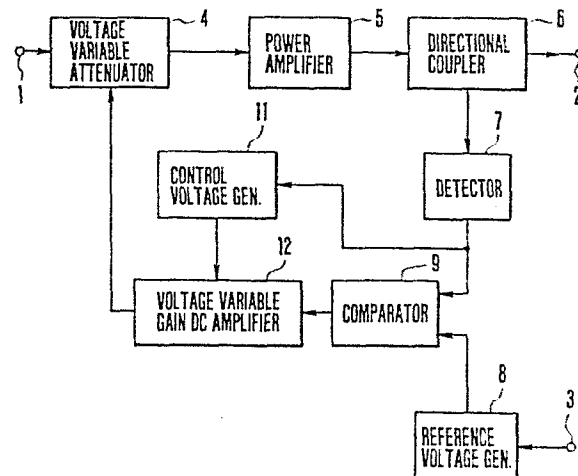 4
5
6
VOLTAGE
VARIABLE
ATTENUATOR
POWER
AMPLIFIER
DIRECTIONAL
COUPLER
1
2
11
7
CONTROL
VOLTAGE GEN.
DETECTOR
12
9
VOLTAGE VARIABLE
GAIN DC AMPLIFIER
COMPARATOR
8
3
REFERENCE
VOLTAGE GEN.